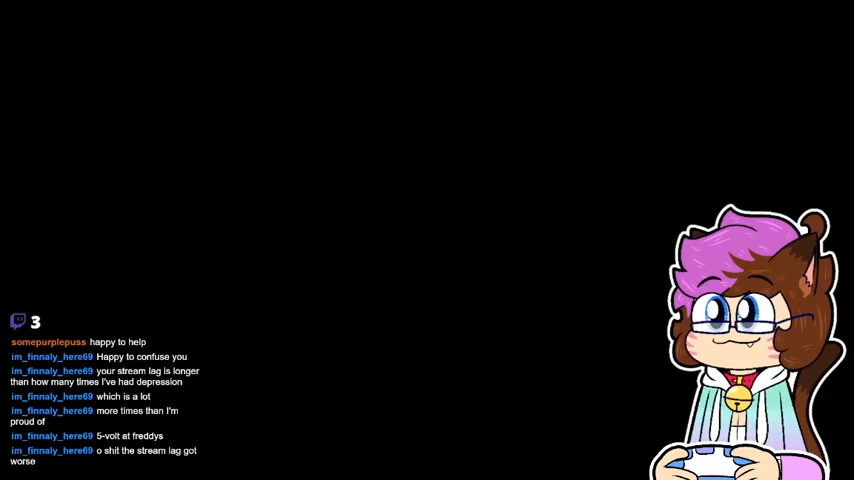 3
somepurplepuss happy to help
im_finnaly_here69 Happy to confuse you
im_finnaly_here69 your stream lag is longer
than how many times I've had depression
im_finnaly_here69 which is a lot
im_finnaly_here69 more times than I'm
proud of
im_finnaly_here69 5-volt at freddys
im_finnaly_here69 o shit the stream lag got
worse